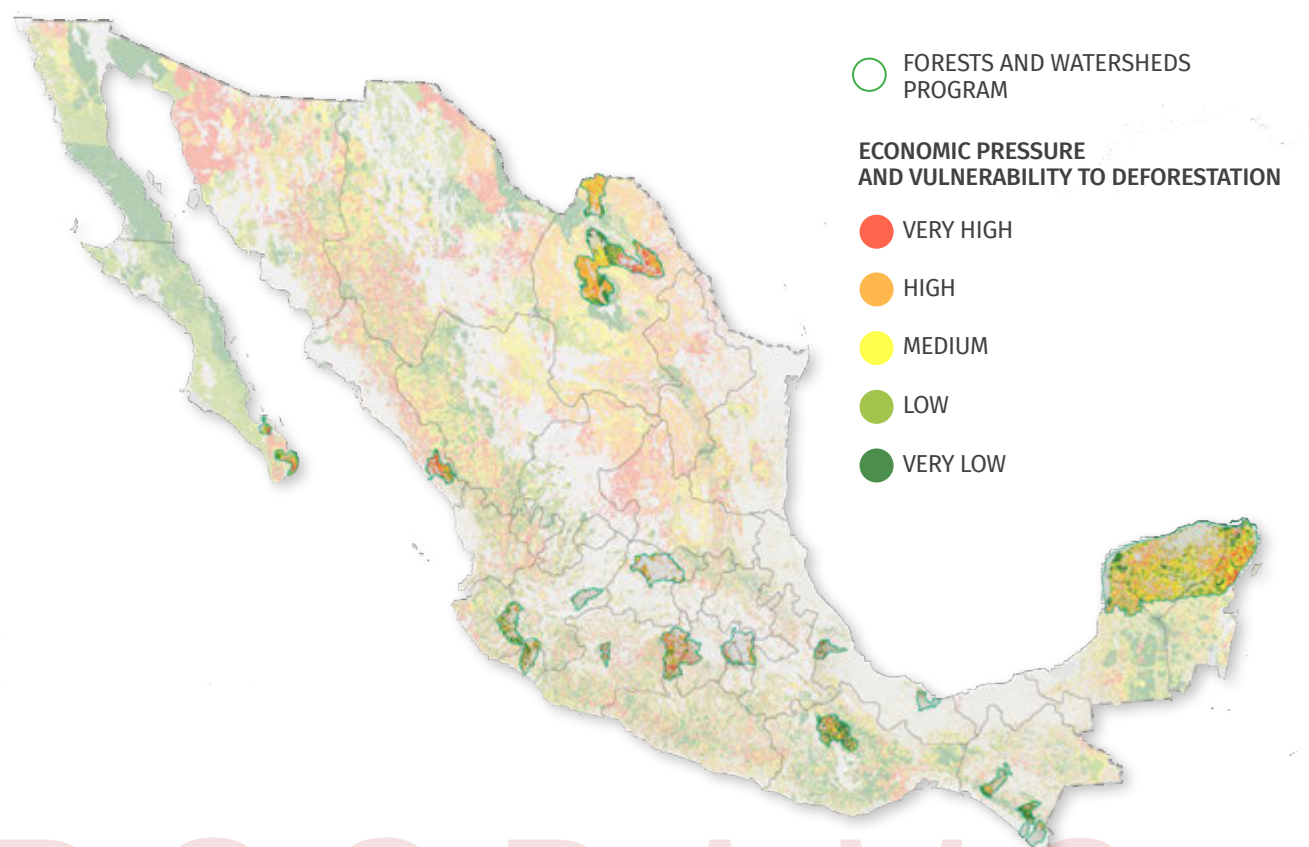 FORESTS AND WATERSHEDS
PROGRAM
ECONOMIC PRESSURE
AND VULNERABILITY TO DEFORESTATION
VERY HIGH
HIGH
MEDIUM
LOW
VERY LOW